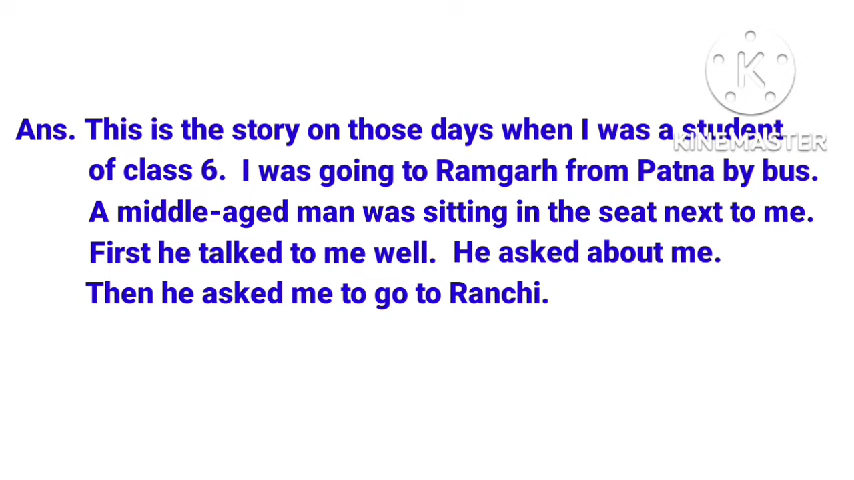 Ans. This is the story on those days when I was a student
of class 6. I was going to Ramgarh from Patna by bus.
A middle-aged man was sitting in the seat next to me.
First he talked to me well. He asked about me.
Then he asked me to go to Ranchi.
K
KINEMASTER